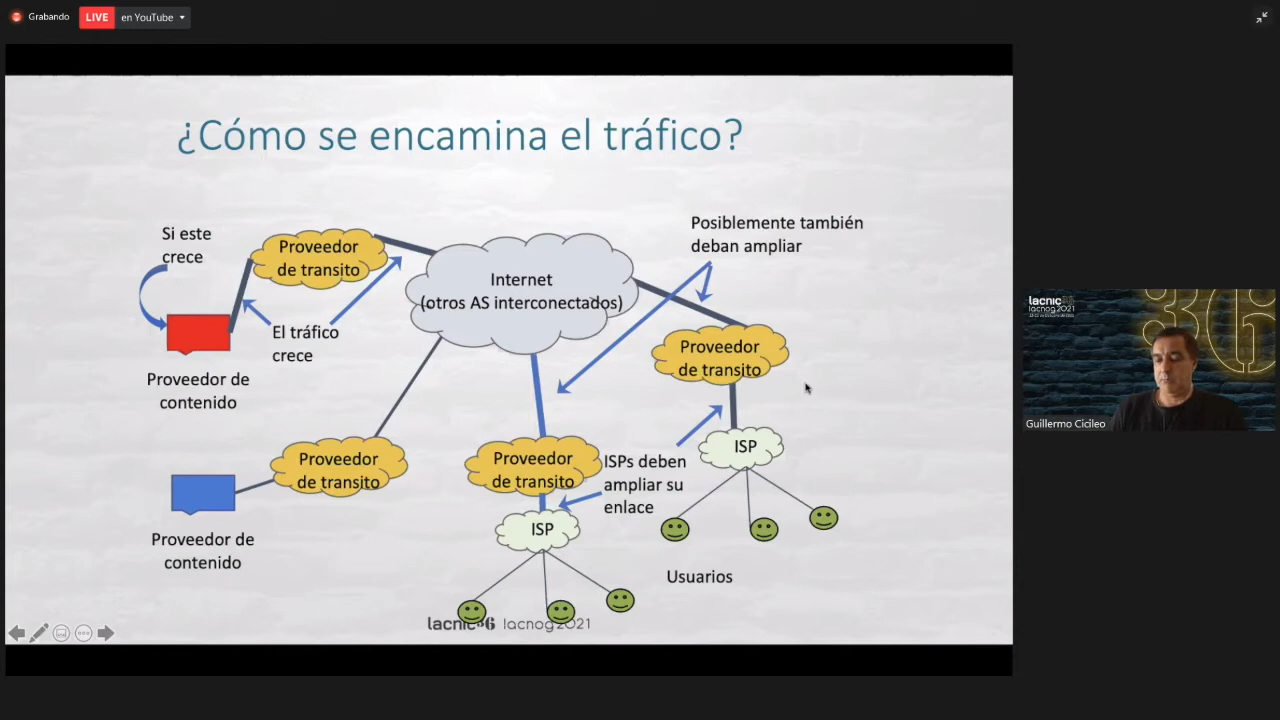 Grabando
LIVE en YouTube
¿Cómo se encamina el tráfico?
Si este
crece
Proveedor
de transito
Internet
(otros AS interconectados)
Posiblemente también
deban ampliar
El tráfico
crece
Proveedor de
contenido
Proveedor
de transito
Proveedor
de transito
Proveedor
de transito
ISPs deben
ampliar su
enlace
ISP
ISP
Proveedor de
contenido
Usuarios
lacnic36 lacnog2021
lacnic36
lacnog2021
36
Guillermo Cicileo